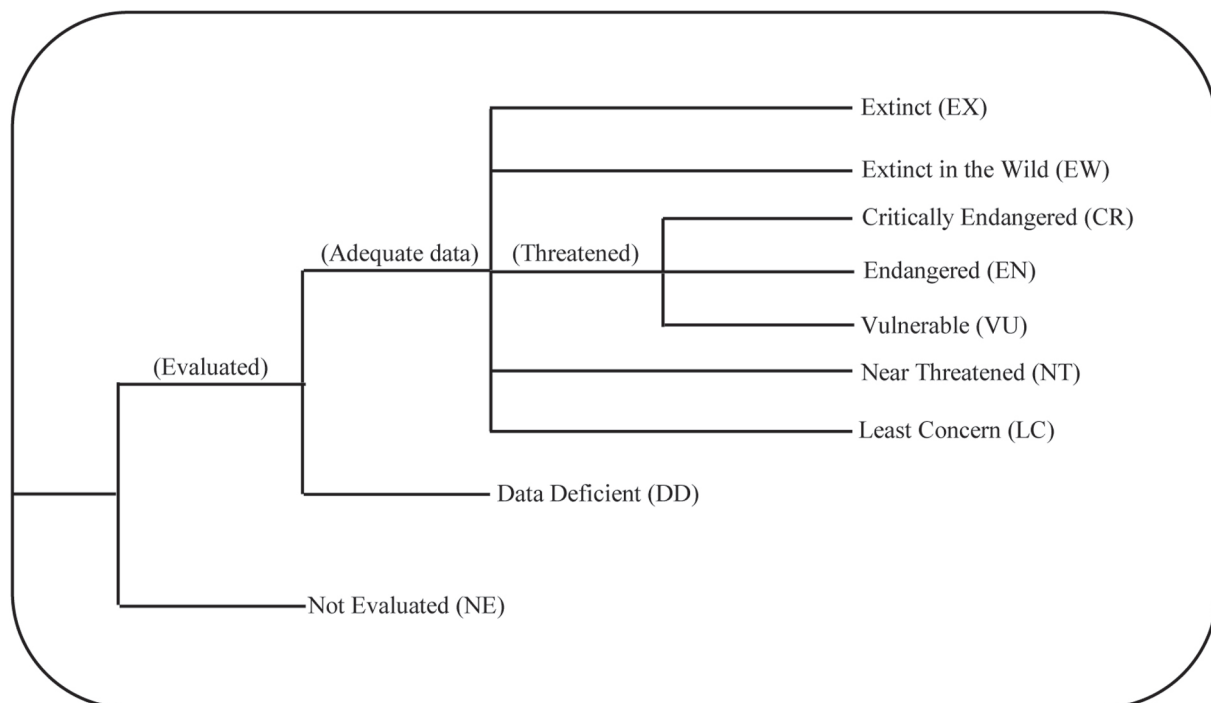 Extinct (EX)
Extinct in the Wild (EW)
Critically Endangered (CR)
(Adequate data)
(Threatened)
Endangered (EN)
Vulnerable (VU)
(Evaluated)
Near Threatened (NT)
Least Concern (LC)
Data Deficient (DD)
Not Evaluated (NE)